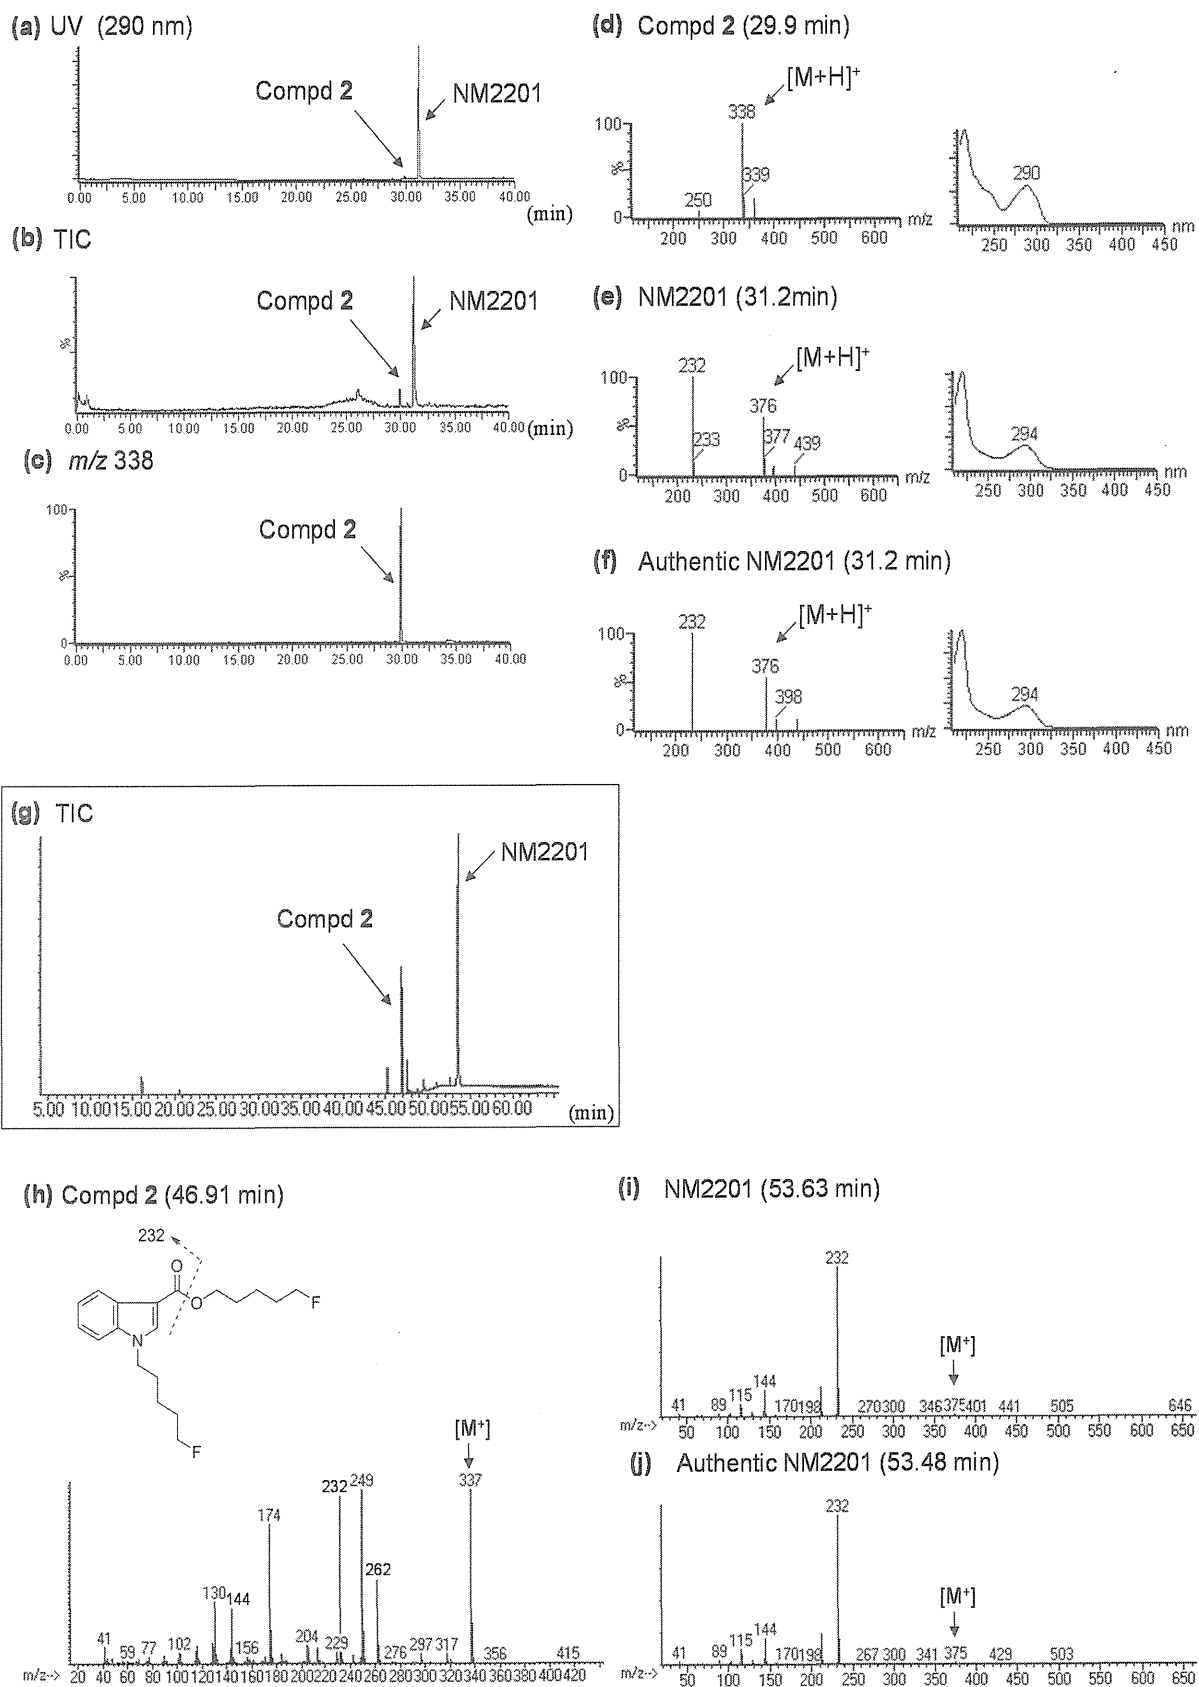 (a) UV (290 nm)
Compd 2
NM2201
0.00 5.00 10.00 15.00 20.00 25.00 30.00 35.00 40.00 (min)
(b) TIC
Compd 2
NM2201
%
0.00 5.00 10.00 15.00 20.00 25.00 30.00 35.00 40.00 (min)
(c) m/z 338
Compd 2
100
%
0
0.00 5.00 10.00 15.00 20.00 25.00 30.00 35.00 40.00
(d) Compd 2 (29.9 min)
[M+H]+
338
100
339
%
250
0
m/z
200 300 400 500 600
290
nm
250 300 350 400 450
(e) NM2201 (31.2min)
[M+H]+
232
100
376
%
233
377
439
0
m/z
200 300 400 500 600
294
nm
250 300 350 400 450
(f) Authentic NM2201 (31.2 min)
[M+H]+
232
100
376
%
398
0
m/z
200 300 400 500 600
294
nm
250 300 350 400 450
(g) TIC
NM2201
Compd 2
5.00 10.00 15.00 20.00 25.00 30.00 35.00 40.00 45.00 50.00 55.00 60.00 (min)
(h) Compd 2 (46.91 min)
232
O
O
F
N
F
[M+]
232 249 337
174
262
130 144
41 59 77 102 156 204 229 276 297 317 356 415
m/z-->
20 40 60 80 100 120 140 160 180 200 220 240 260 280 300 320 340 360 380 400 420
(i) NM2201 (53.63 min)
232
[M+]
144
115
41 89 170 198 270 300 346 375 401 441 505 646
m/z-->
50 100 150 200 250 300 350 400 450 500 550 600 650
(j) Authentic NM2201 (53.48 min)
232
[M+]
144
115
41 89 170 198 267 300 341 375 429 503
m/z-->
50 100 150 200 250 300 350 400 450 500 550 600 650